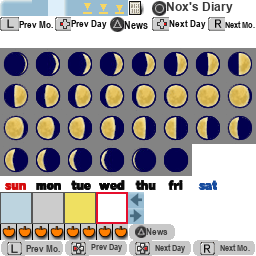 Nox's Diary
L Prev Mo. Prev Day News Next Day R Next Mo.
sun mon tue wed thu fri sat
News
L Prev Mo. Prev Day Next Day R Next Mo.